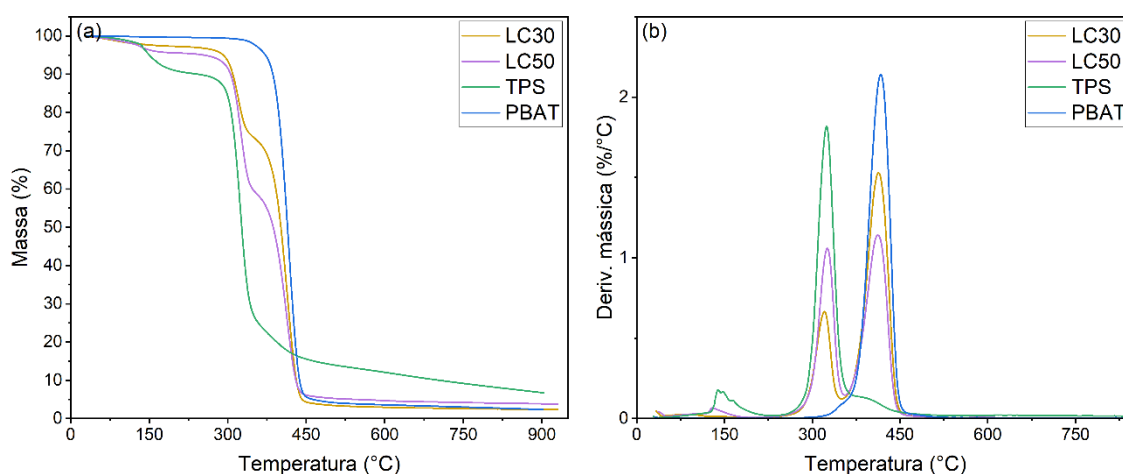 (a)
LC30
LC50
TPS
PBAT
100
90
80
70
60
50
40
30
20
10
0
Massa (%)
0
150
300
450
600
750
900
Temperatura (°C)
(b)
LC30
LC50
TPS
PBAT
2
1
0
Deriv. mássica (%/°C)
0
150
300
450
600
750
Temperatura (°C)